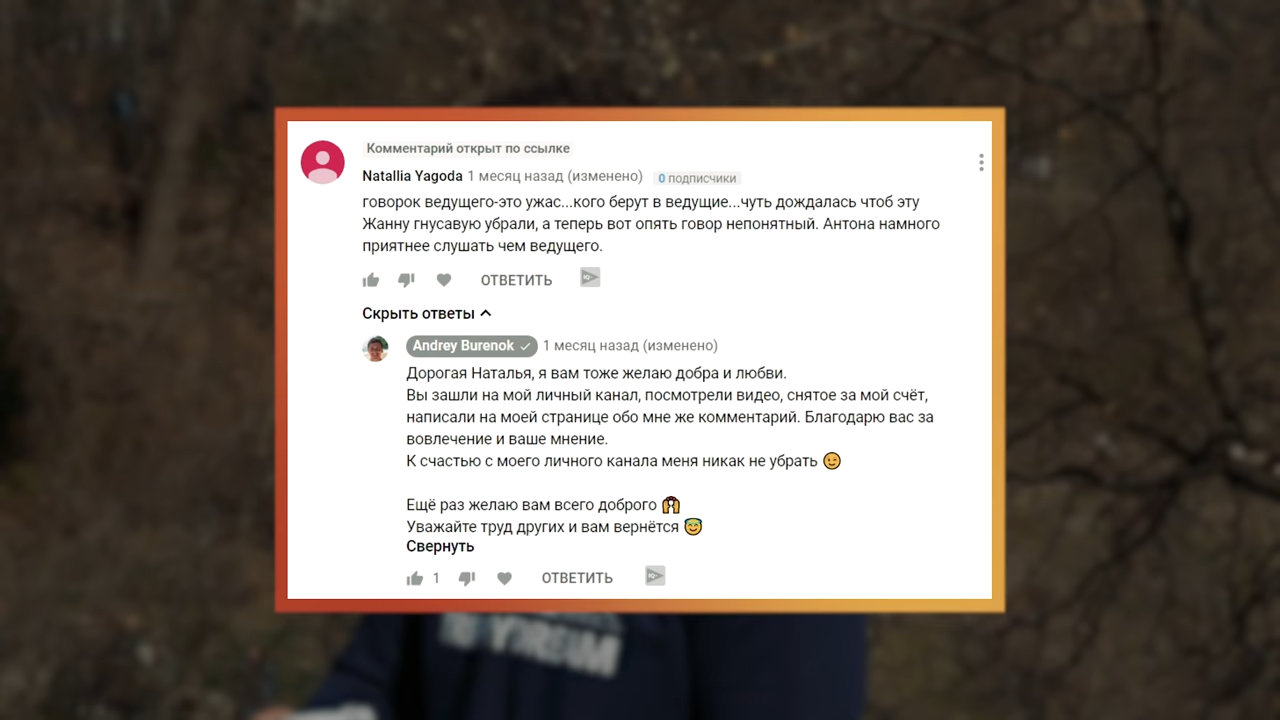 Комментарий открыт по ссылке
Natallia Yagoda 1 месяц назад (изменено) 0 подписчики
говорок ведущего-это ужас...кого берут в ведущие...чуть дождалась чтоб эту
Жанну гнусавую убрали, а теперь вот опять говор непонятный. Антона намного
приятнее слушать чем ведущего.
ОТВЕТИТЬ
Скрыть ответы
Andrey Burenok 1 месяц назад (изменено)
Дорогая Наталья, я вам тоже желаю добра и любви.
Вы зашли на мой личный канал, посмотрели видео, снятое за мой счёт,
написали на моей странице обо мне же комментарий. Благодарю вас за
вовлечение и ваше мнение.
К счастью с моего личного канала меня никак не убрать 😉
Ещё раз желаю вам всего доброго 🙌
Уважайте труд других и вам вернётся 😇
Свернуть
1 ОТВЕТИТЬ